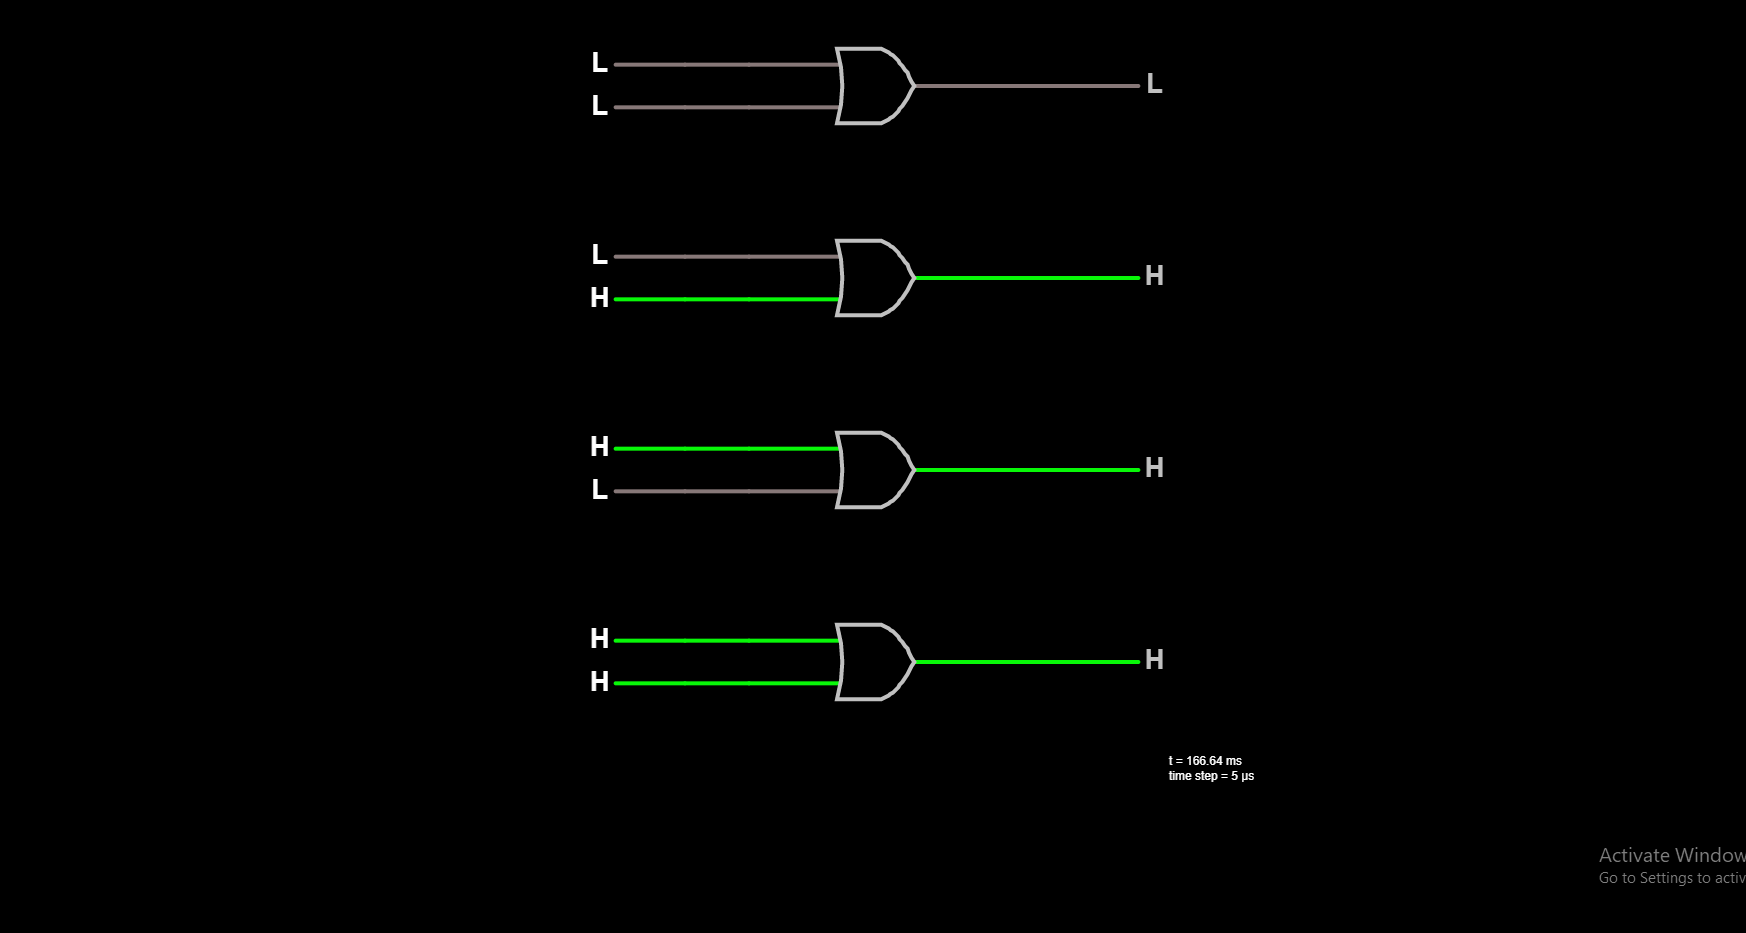 L
L
L
L
H
H
H
L
H
H
H
H
t = 166.64 ms
time step = 5 µs
Activate Window
Go to Settings to activ